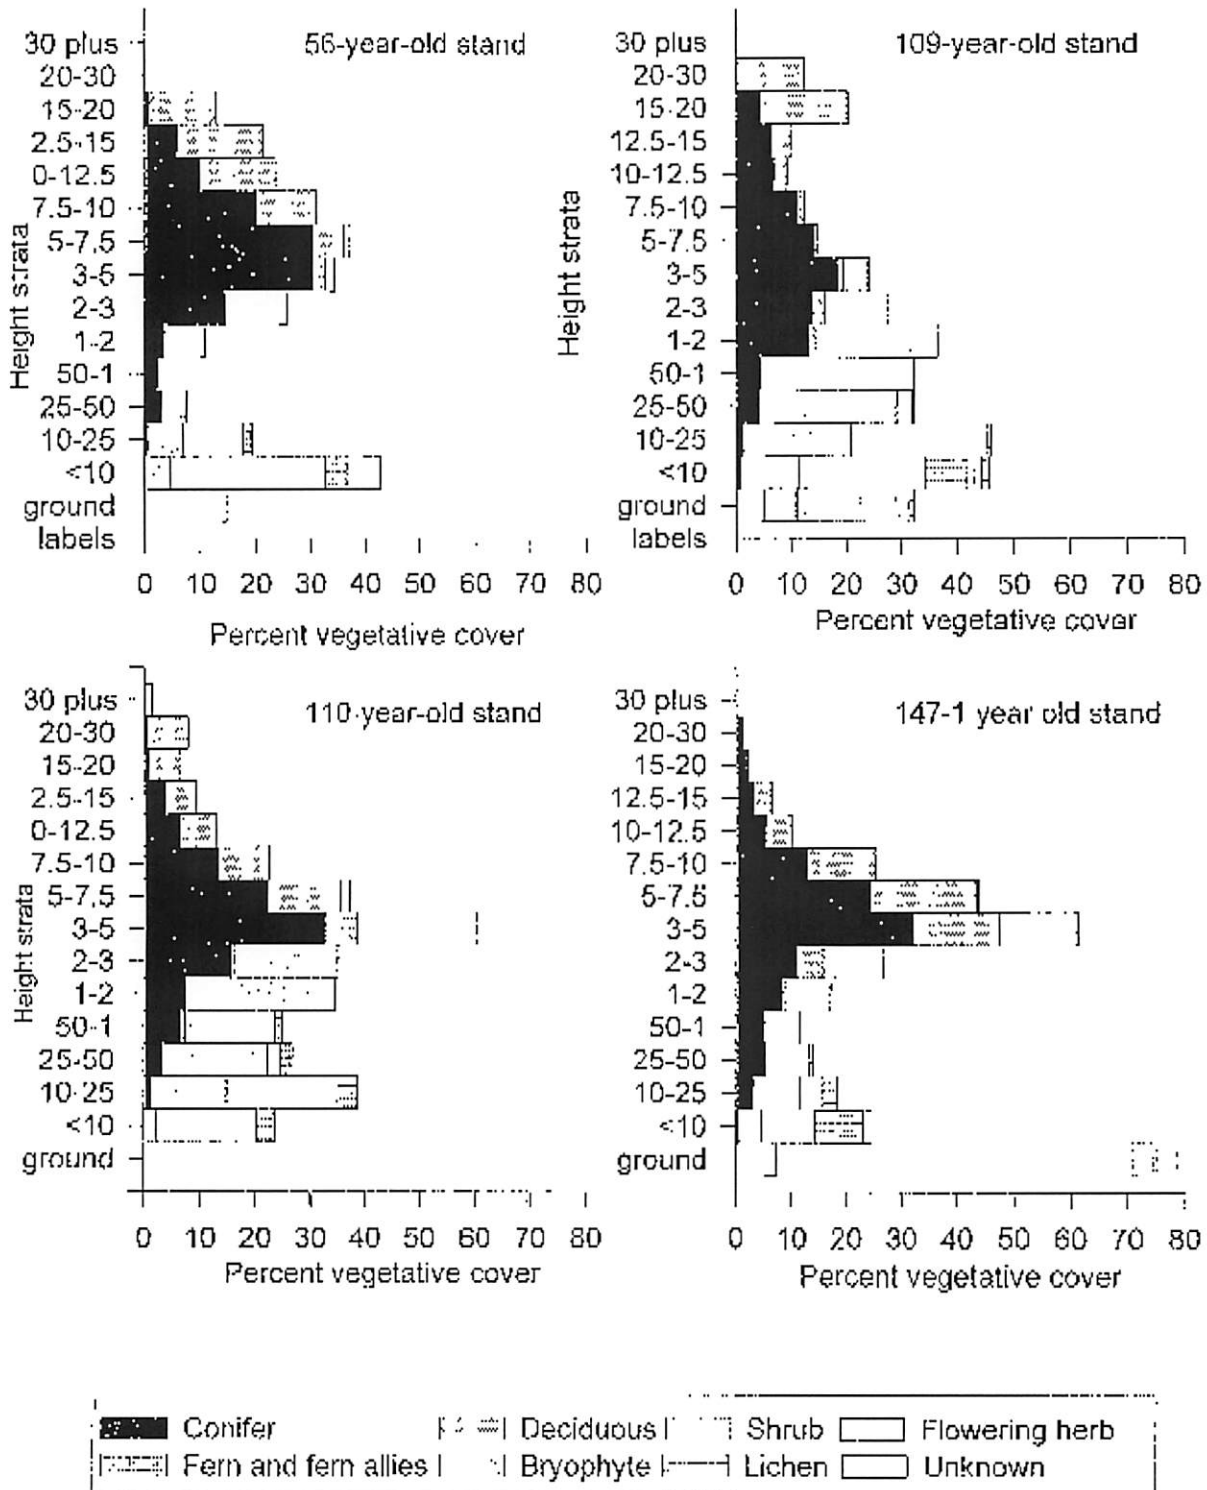 56-year-old stand
Height strata
30 plus
20-30
15-20
2.5-15
0-12.5
7.5-10
5-7.5
3-5
2-3
1-2
50-1
25-50
10-25
<10
ground
labels
0 10 20 30 40 50 60 70 80
Percent vegetative cover
109-year-old stand
Height strata
30 plus
20-30
15-20
12.5-15
10-12.5
7.5-10
5-7.5
3-5
2-3
1-2
50-1
25-50
10-25
<10
ground
labels
0 10 20 30 40 50 60 70 80
Percent vegetative cover
110-year-old stand
Height strata
30 plus
20-30
15-20
2.5-15
0-12.5
7.5-10
5-7.5
3-5
2-3
1-2
50-1
25-50
10-25
<10
ground
0 10 20 30 40 50 60 70 80
Percent vegetative cover
147-1 year old stand
30 plus
20-30
15-20
12.5-15
10-12.5
7.5-10
5-7.5
3-5
2-3
1-2
50-1
25-50
10-25
<10
ground
0 10 20 30 40 50 60 70 80
Percent vegetative cover
Conifer Deciduous Shrub Flowering herb
Fern and fern allies Bryophyte Lichen Unknown